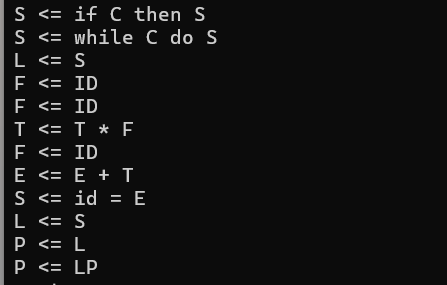 S <= if C then S
S <= while C do S
L <= S
F <= ID
F <= ID
T <= T * F
F <= ID
E <= E + T
S <= id = E
L <= S
P <= L
P <= LP